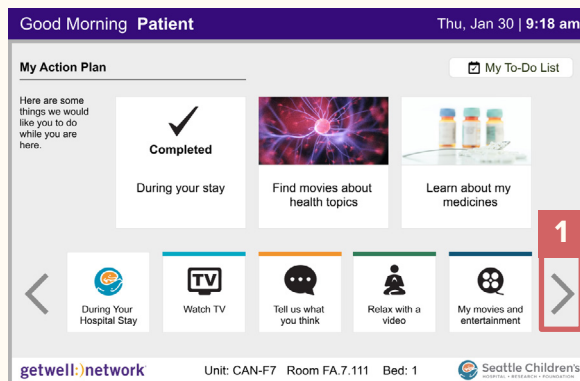 Good Morning Patient
Thu, Jan 30 | 9:18 am
My Action Plan
My To-Do List
Here are some
things we would
like you to do
while you are
here.
Completed
During your stay
Find movies about
health topics
Learn about my
medicines
1
During Your
Hospital Stay
TV
Watch TV
Tell us what
you think
Relax with a
video
My movies and
entertainment
getwell:)network
Unit: CAN-F7 Room FA.7.111 Bed: 1
Seattle Children's
HOSPITAL • RESEARCH • FOUNDATION